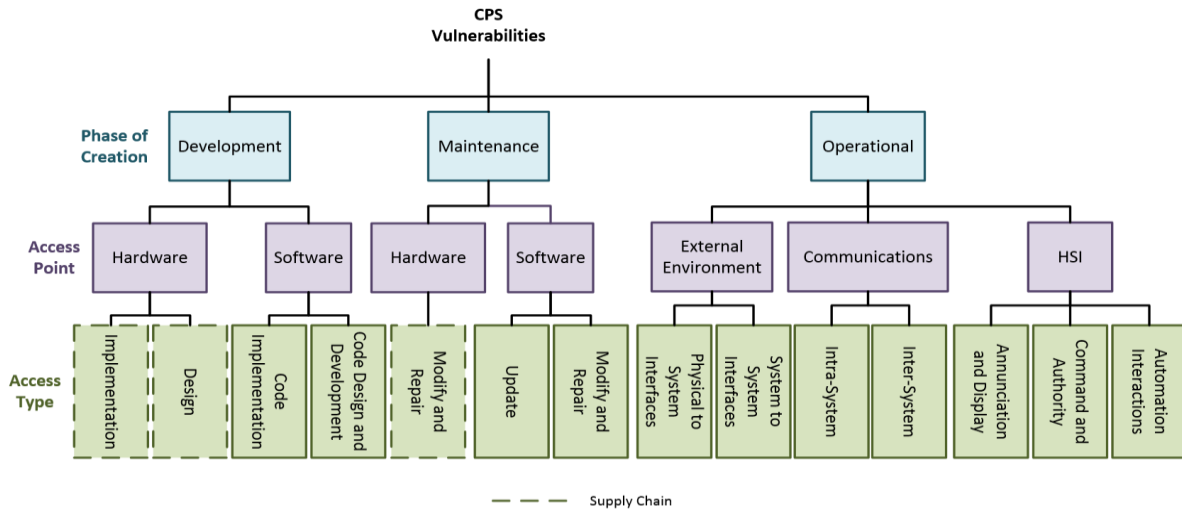 CPS
Vulnerabilities
Phase of
Creation
Development
Maintenance
Operational
Access
Point
Hardware
Software
Hardware
Software
External
Environment
Communications
HSI
Access
Type
Implementation
Design
Code
Implementation
Code Design and
Development
Modify and
Repair
Update
Modify and
Repair
Physical to
System
Interfaces
System to
System
Interfaces
Intra-System
Inter-System
Annunciation
and Display
Command and
Authority
Automation
Interactions
Supply Chain